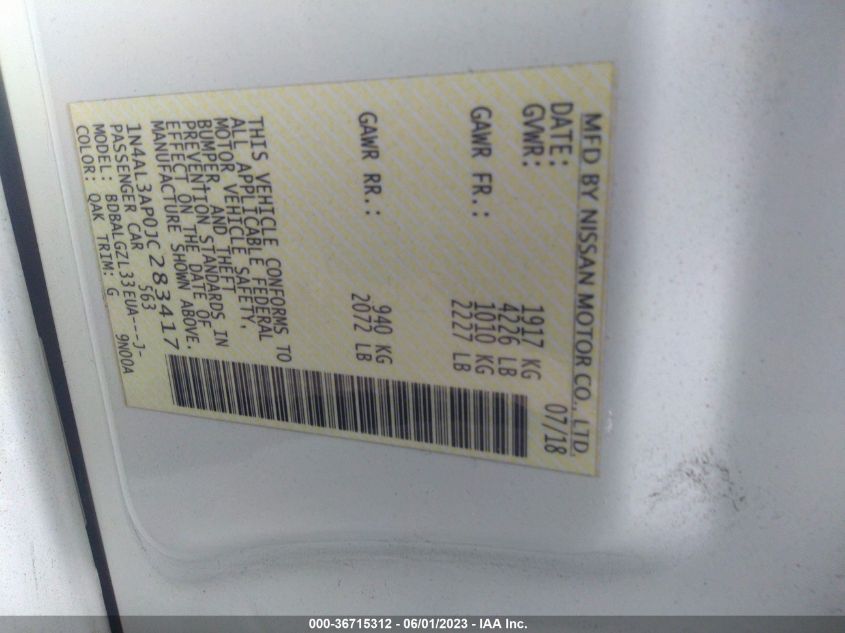 MFD BY NISSAN MOTOR CO., LTD.
DATE: 07/18
GVWR: 1917 KG
4226 LB
GAWR FR.: 1010 KG
2227 LB
GAWR RR.: 940 KG
2072 LB
THIS VEHICLE CONFORMS TO
ALL APPLICABLE FEDERAL
MOTOR VEHICLE SAFETY,
BUMPER, AND THEFT
PREVENTION STANDARDS IN
EFFECT ON THE DATE OF
MANUFACTURE SHOWN ABOVE.
1N4AL3AP0JC283417
PASSENGER CAR 563
MODEL: BDBALGZL33EUA---J-
COLOR: QAK TRIM: G 9N00A
000-36715312 - 06/01/2023 - IAA Inc.